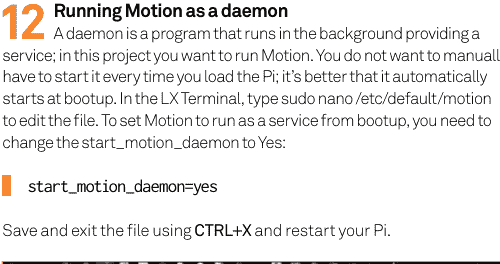 12 Running Motion as a daemon
A daemon is a program that runs in the background providing a
service; in this project you want to run Motion. You do not want to manuall
have to start it every time you load the Pi; it's better that it automatically
starts at bootup. In the LX Terminal, type sudo nano /etc/default/motion
to edit the file. To set Motion to run as a service from bootup, you need to
change the start_motion_daemon to Yes:
start_motion_daemon=yes
Save and exit the file using CTRL+X and restart your Pi.